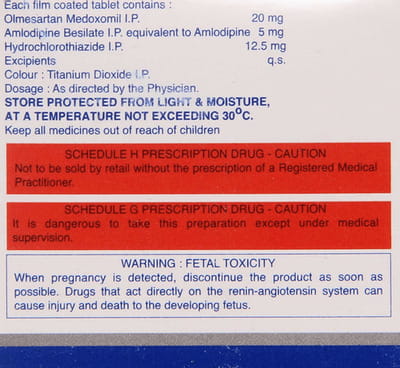 Each film coated tablet contains :
Olmesartan Medoxomil I.P. 20 mg
Amlodipine Besilate I.P. equivalent to Amlodipine 5 mg
Hydrochlorothiazide I.P. 12.5 mg
Excipients q.s.
Colour : Titanium Dioxide I.P.
Dosage : As directed by the Physician.
STORE PROTECTED FROM LIGHT & MOISTURE,
AT A TEMPERATURE NOT EXCEEDING 30°C.
Keep all medicines out of reach of children
SCHEDULE H PRESCRIPTION DRUG - CAUTION
Not to be sold by retail without the prescription of a Registered Medical
Practitioner.
SCHEDULE G PRESCRIPTION DRUG - CAUTION
It is dangerous to take this preparation except under medical
supervision.
WARNING : FETAL TOXICITY
When pregnancy is detected, discontinue the product as soon as
possible. Drugs that act directly on the renin-angiotensin system can
cause injury and death to the developing fetus.